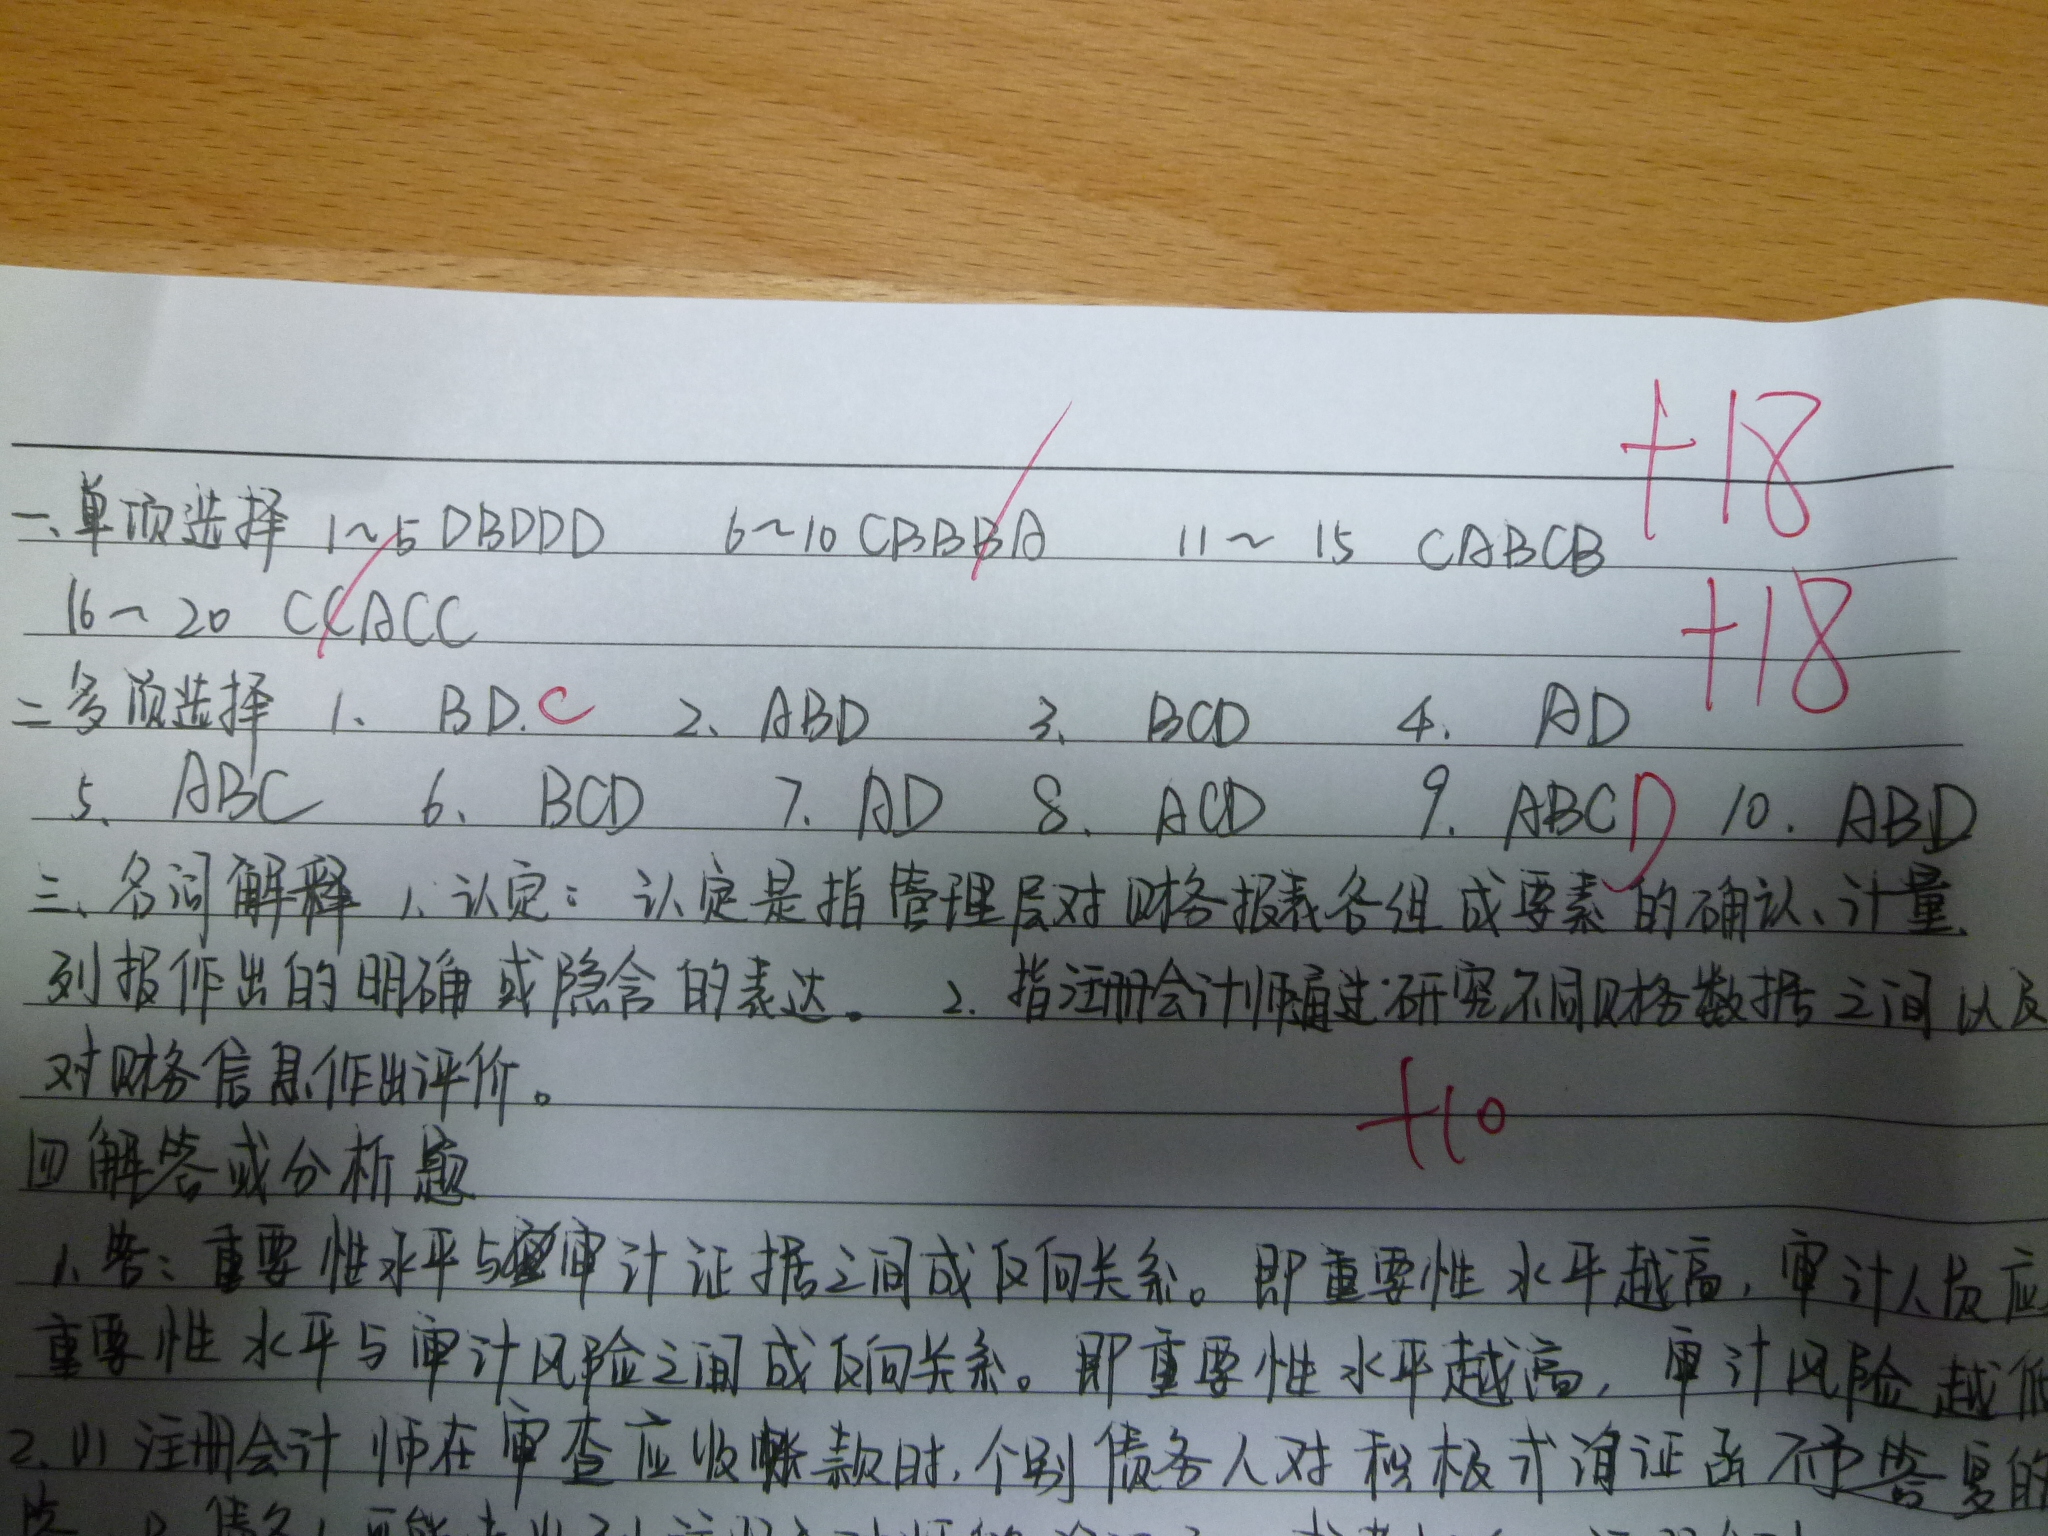 +18
一、单项选择 1～5 DBDDD 6～10 CBBBA 11～15 CABCB
16～20 CCACC
+18
二 多项选择 1、 BD.C 2、 ABD 3、 BCD 4. AD
5、 ABC 6、 BCD 7. AD 8、 ACD 9. ABCD 10. ABD
三、名词解释 1、认定： 认定是指管理层对财务报表各组成要素的确认、计量、
列报作出的明确或隐含的表达。 2. 指注册会计师通过研究不同财务数据之间以及
对财务信息作出评价。
+10
四 解答或分析题
1、答：重要性水平与审计证据之间成反向关系。即重要性水平越高，审计人员应
重要性水平与审计风险之间成反向关系。即重要性水平越高，审计风险越低
2.(1) 注册会计师在审查应收账款时，个别债务人对积极式询证函不予答复的